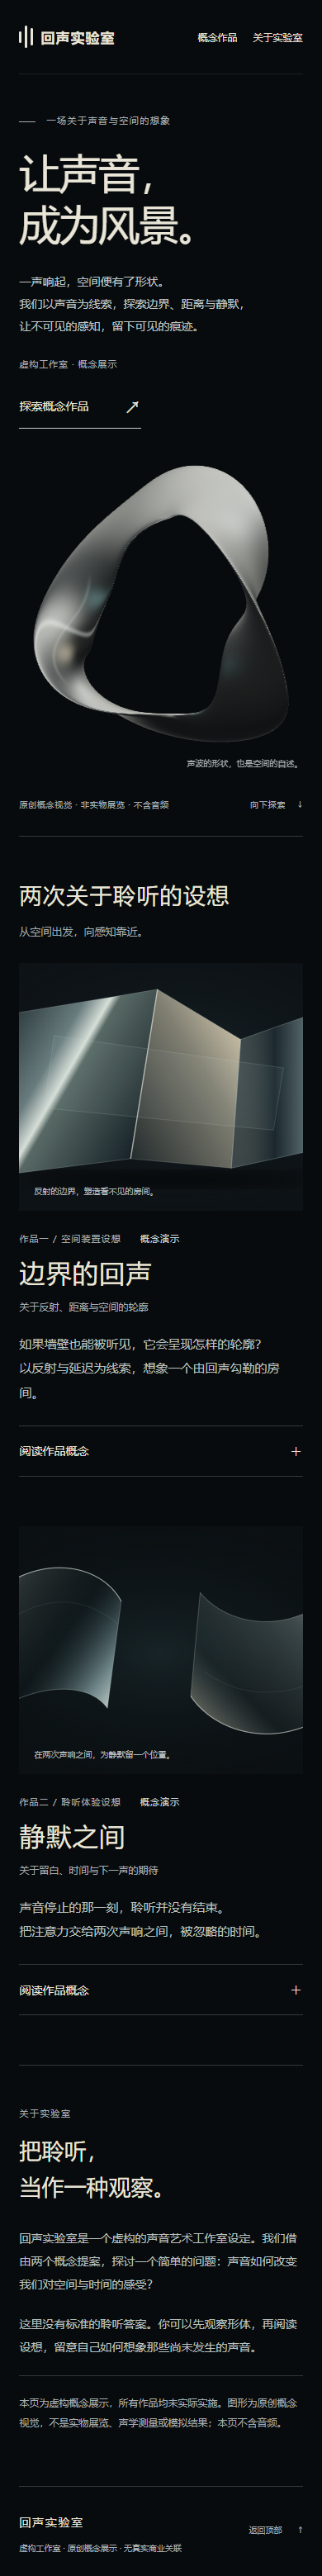 回声实验室
概念作品 关于实验室
一场关于声音与空间的想象
让声音，
成为风景。
一声响起，空间便有了形状。
我们以声音为线索，探索边界、距离与静默，
让不可见的感知，留下可见的痕迹。
虚构工作室 · 概念展示
探索概念作品 ↗
声波的形状，也是空间的自述。
原创概念视觉 · 非实物展览 · 不含音频
向下探索 ↓
两次关于聆听的设想
从空间出发，向感知靠近。
反射的边界，塑造看不见的房间。
作品一 / 空间装置设想 概念演示
边界的回声
关于反射、距离与空间的轮廓
如果墙壁也能被听见，它会呈现怎样的轮廓？
以反射与延迟为线索，想象一个由回声勾勒的房
间。
阅读作品概念 +
在两次声响之间，为静默留一个位置。
作品二 / 聆听体验设想 概念演示
静默之间
关于留白、时间与下一声的期待
声音停止的那一刻，聆听并没有结束。
把注意力交给两次声响之间，被忽略的时间。
阅读作品概念 +
关于实验室
把聆听，
当作一种观察。
回声实验室是一个虚构的声音艺术工作室设定。我们借
由两个概念提案，探讨一个简单的问题：声音如何改变
我们对空间与时间的感受？
这里没有标准的聆听答案。你可以先观察形体，再阅读
设想，留意自己如何想象那些尚未发生的声音。
本页为虚构概念展示，所有作品均未实际实施。图形为原创概念
视觉，不是实物展览、声学测量或模拟结果；本页不含音频。
回声实验室
虚构工作室 · 原创概念展示 · 无真实商业关联
返回顶部 ↑